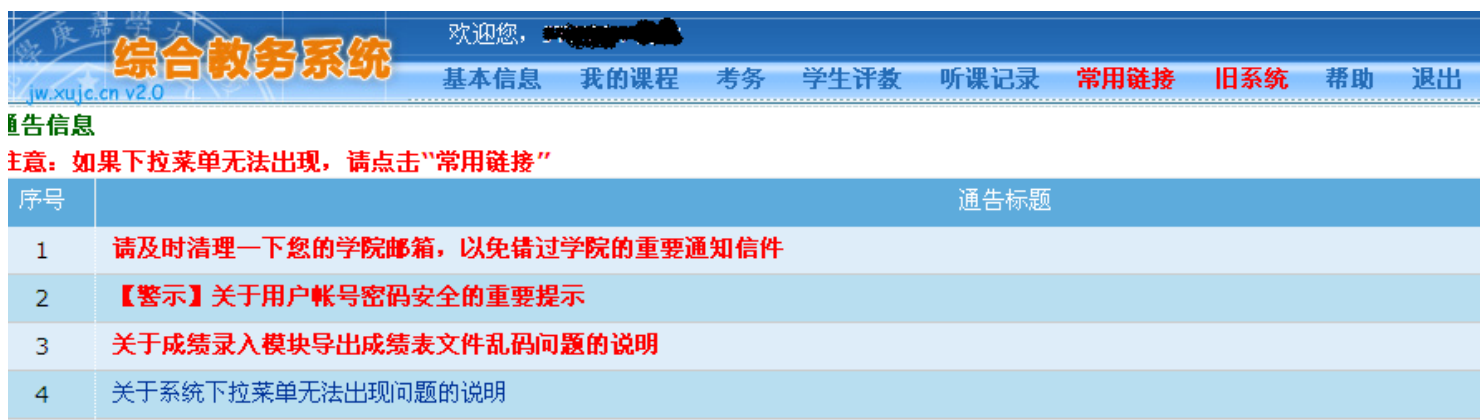 综合教务系统
jw.xujc.cn v2.0
欢迎您，
基本信息 我的课程 考务 学生评教 听课记录 常用链接 旧系统 帮助 退出
通告信息
注意：如果下拉菜单无法出现，请点击“常用链接”
序号 通告标题
1 请及时清理一下您的学院邮箱，以免错过学院的重要通知信件
2 【警示】关于用户帐号密码安全的重要提示
3 关于成绩录入模块导出成绩表文件乱码问题的说明
4 关于系统下拉菜单无法出现问题的说明